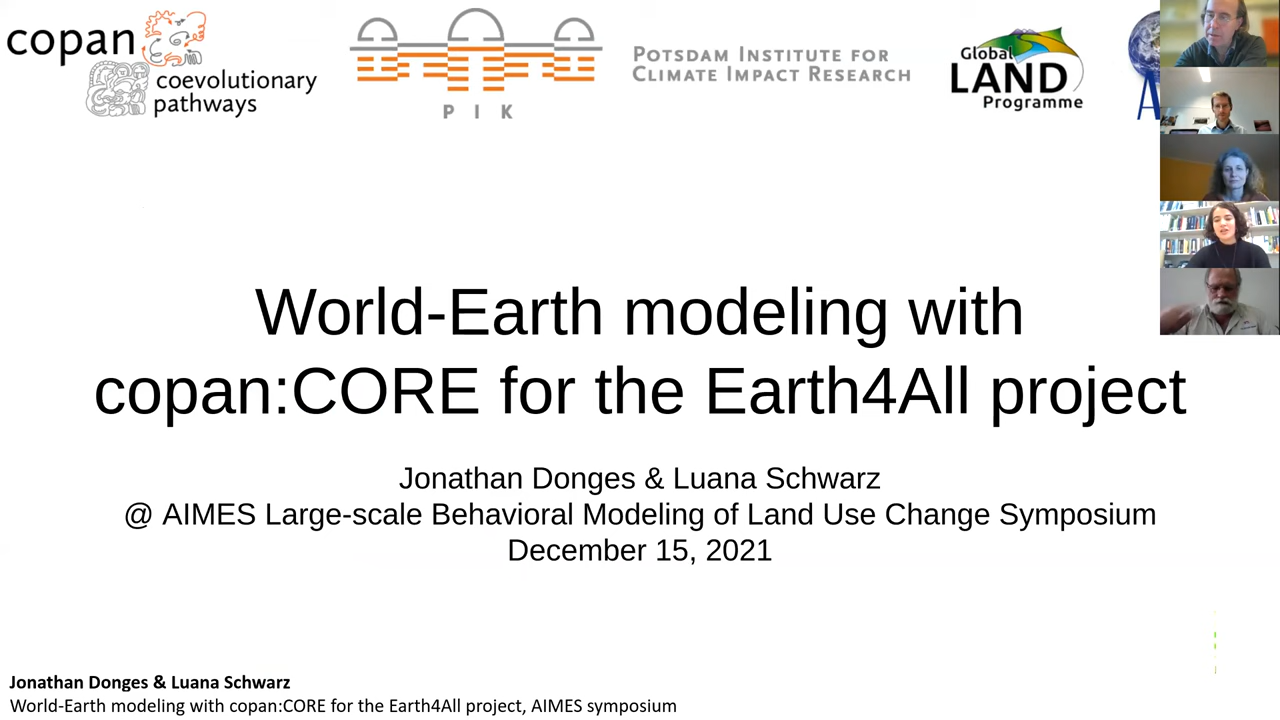 copan
coevolutionary
pathways
P I K
POTSDAM INSTITUTE FOR
CLIMATE IMPACT RESEARCH
Global
LAND
Programme
A
World-Earth modeling with
copan:CORE for the Earth4All project
Jonathan Donges & Luana Schwarz
@ AIMES Large-scale Behavioral Modeling of Land Use Change Symposium
December 15, 2021
Jonathan Donges & Luana Schwarz
World-Earth modeling with copan:CORE for the Earth4All project, AIMES symposium